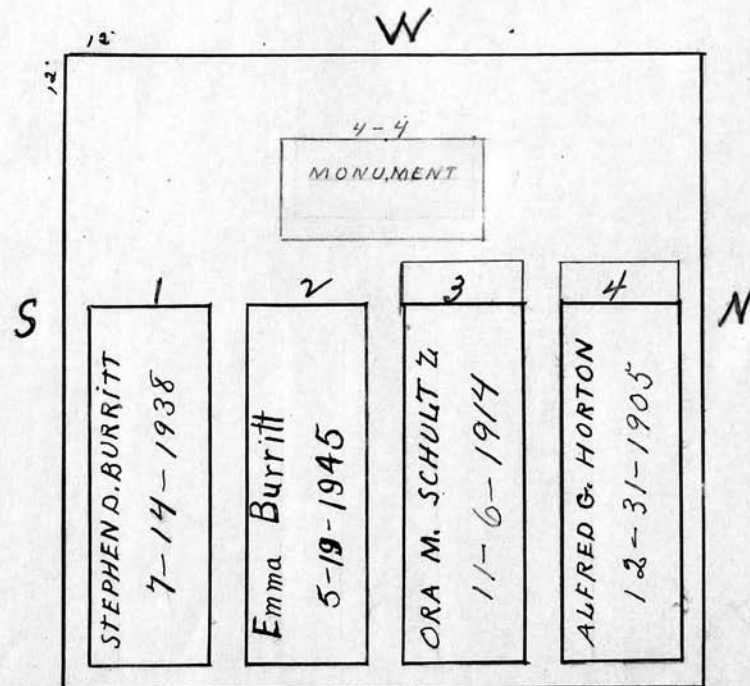 W
12
12
4-4
MONUMENT
S
N
1
2
3
4
STEPHEN D. BURRITT
7-14-1938
Emma Burritt
5-19-1945
ORA M. SCHULTZ
11-6-1914
ALFRED G. HORTON
12-31-1905